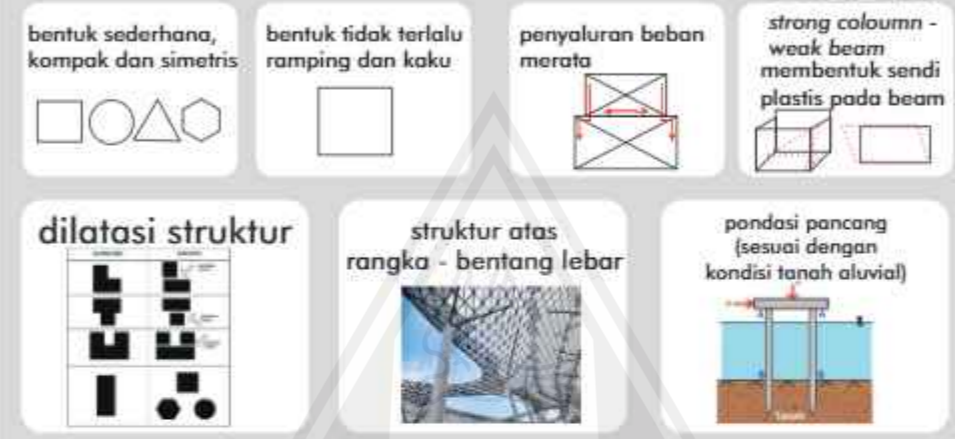 bentuk sederhana,
kompak dan simetris
bentuk tidak terlalu
ramping dan kaku
penyaluran beban
merata
strong coloumn -
weak beam
membentuk sendi
plastis pada beam
dilatasi struktur
struktur atas
rangka - bentang lebar
pondasi pancang
(sesuai dengan
kondisi tanah aluvial)